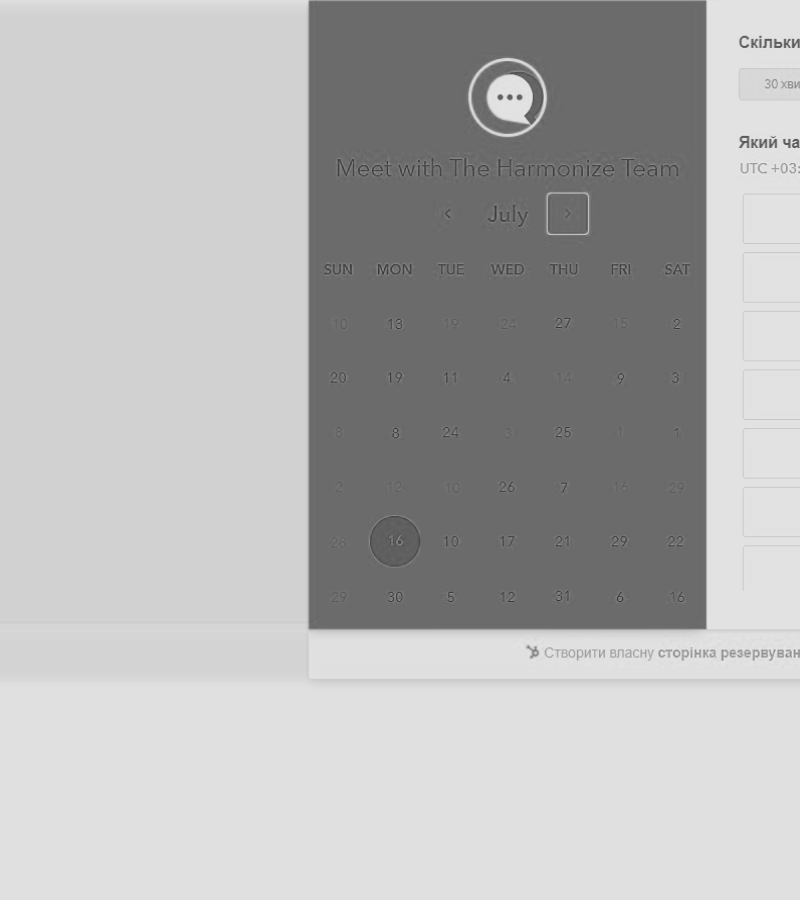 Meet with The Harmonize Team
July
SUN MON TUE WED THU FRI SAT
10 13 19 24 27 15 2
20 19 11 4 14 9 3
8 8 24 3 25 1 1
2 12 10 26 7 16 29
28 16 10 17 21 29 22
29 30 5 12 31 6 16
Скільки
30 хви
Який ча
UTC +03:
Створити власну сторінка резервуван